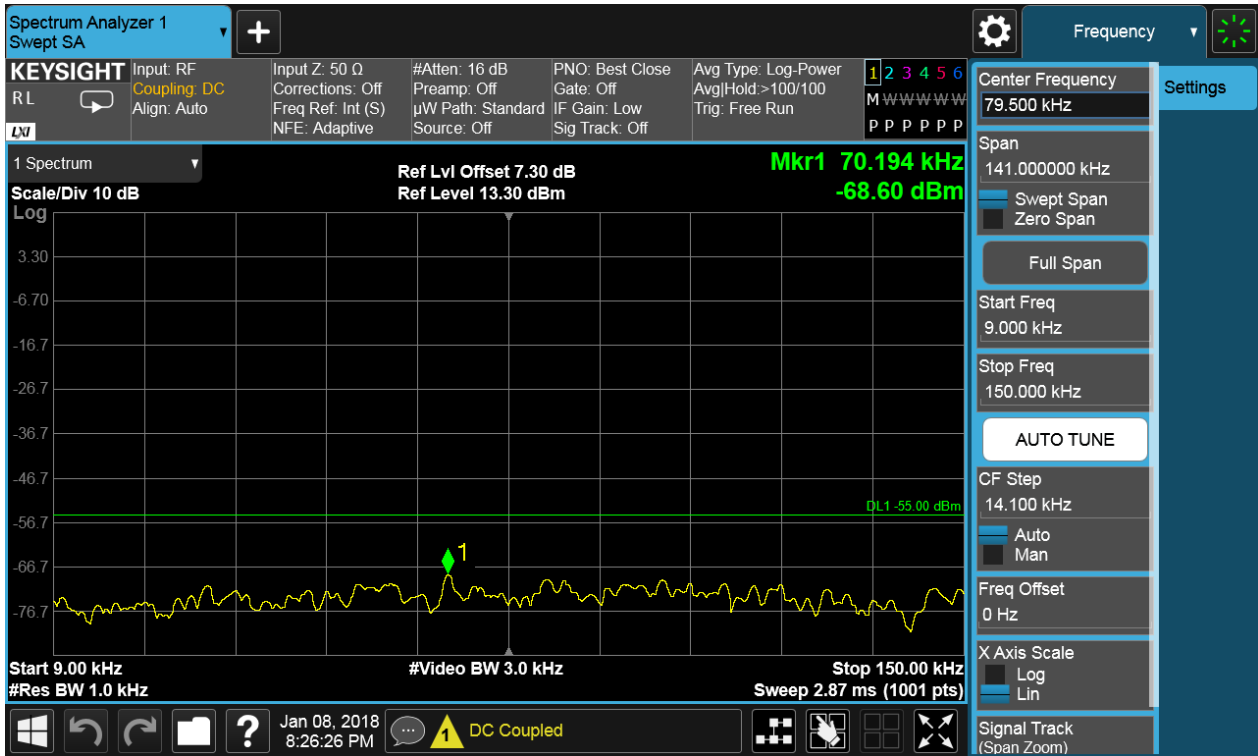 Spectrum Analyzer 1
Swept SA
+
Frequency
KEYSIGHT
RL
LXI
Input: RF
Coupling: DC
Align: Auto
Input Z: 50 Ω
Corrections: Off
Freq Ref: Int (S)
NFE: Adaptive
#Atten: 16 dB
Preamp: Off
µW Path: Standard
Source: Off
PNO: Best Close
Gate: Off
IF Gain: Low
Sig Track: Off
Avg Type: Log-Power
Avg|Hold:>100/100
Trig: Free Run
1 2 3 4 5 6
M W W W W W
P P P P P P
1 Spectrum
Scale/Div 10 dB
Log
Ref Lvl Offset 7.30 dB
Ref Level 13.30 dBm
Mkr1 70.194 kHz
-68.60 dBm
3.30
-6.70
-16.7
-26.7
-36.7
-46.7
-56.7
-66.7
-76.7
DL1 -55.00 dBm
1
Start 9.00 kHz
#Res BW 1.0 kHz
#Video BW 3.0 kHz
Stop 150.00 kHz
Sweep 2.87 ms (1001 pts)
Center Frequency
79.500 kHz
Span
141.000000 kHz
Swept Span
Zero Span
Full Span
Start Freq
9.000 kHz
Stop Freq
150.000 kHz
AUTO TUNE
CF Step
14.100 kHz
Auto
Man
Freq Offset
0 Hz
X Axis Scale
Log
Lin
Signal Track
(Span Zoom)
Settings
?
Jan 08, 2018
8:26:26 PM
1
DC Coupled